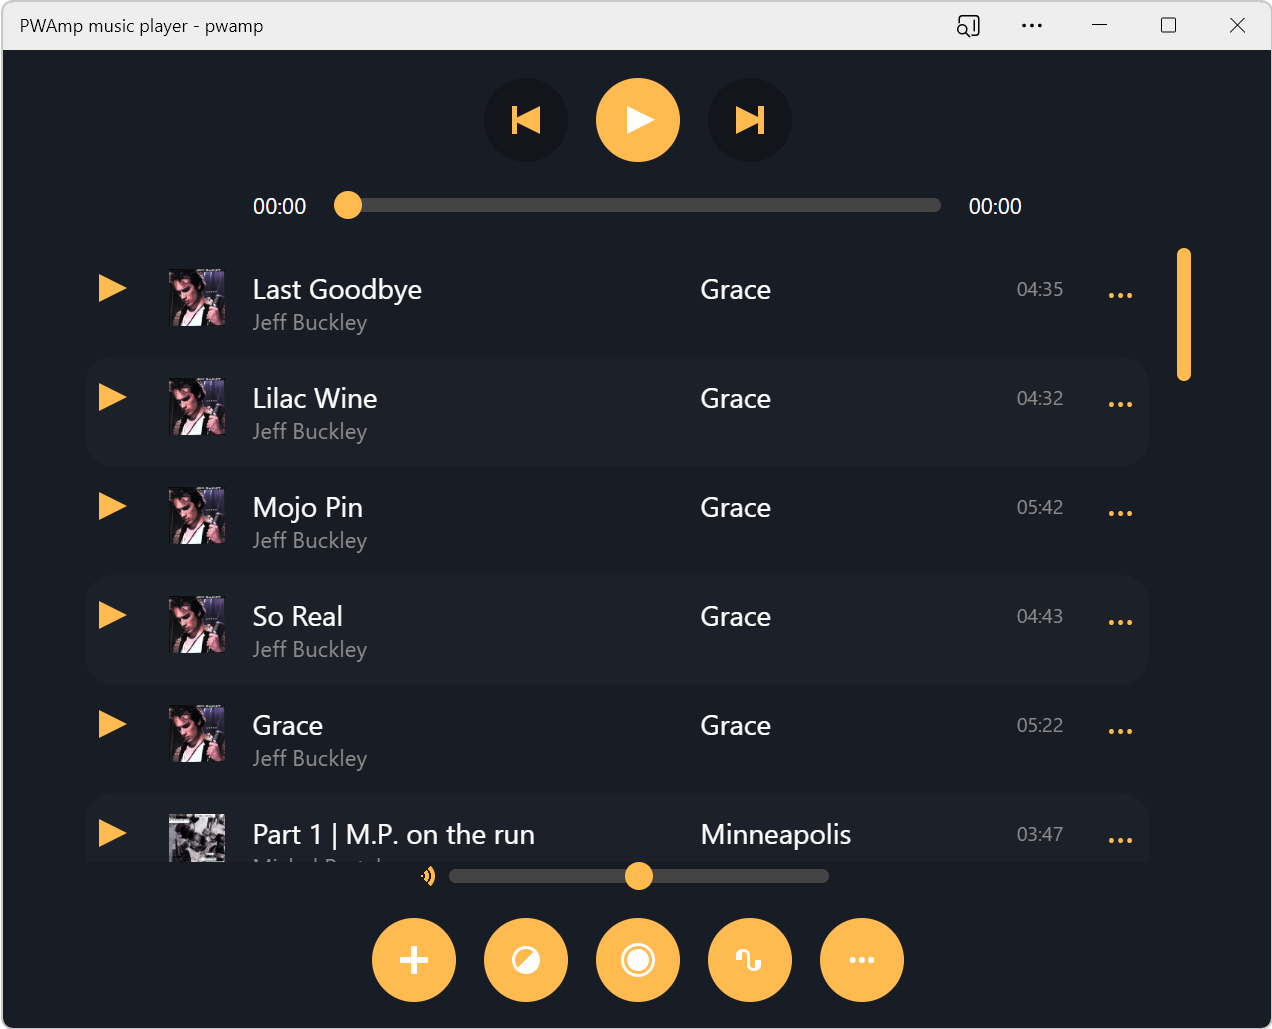 PWAmp music player - pwamp
00:00
00:00
Last Goodbye
Grace
04:35
Jeff Buckley
Lilac Wine
Grace
04:32
Jeff Buckley
Mojo Pin
Grace
05:42
Jeff Buckley
So Real
Grace
04:43
Jeff Buckley
Grace
Grace
05:22
Jeff Buckley
Part 1 | M.P. on the run
Minneapolis
03:47